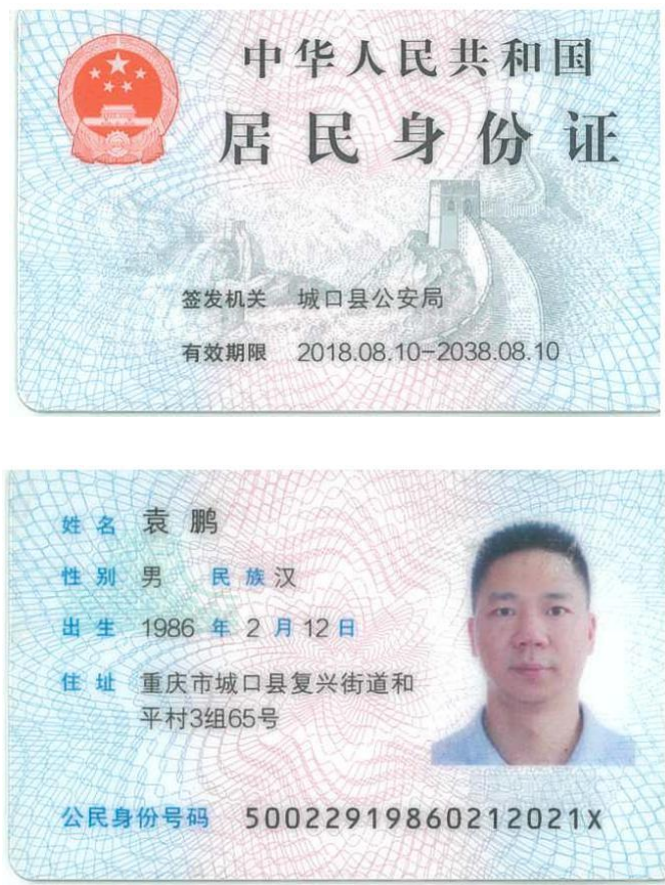 中华人民共和国
居民身份证
签发机关 城口县公安局
有效期限 2018.08.10-2038.08.10
姓名 袁鹏
性别 男 民族 汉
出生 1986 年 2 月 12 日
住址 重庆市城口县复兴街道和
平村3组65号
公民身份号码 50022919860212021X